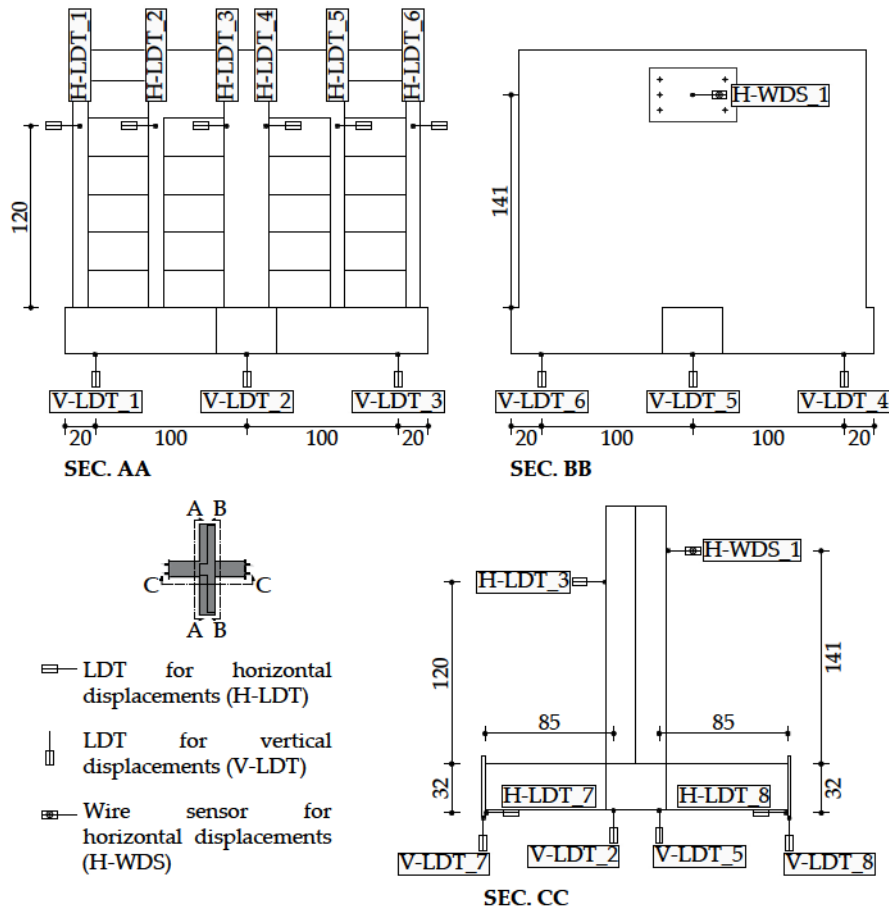 H-LDT_1
H-LDT_2
H-LDT_3
H-LDT_4
H-LDT_5
H-LDT_6
120
V-LDT_1
V-LDT_2
V-LDT_3
20
100
100
20
SEC. AA
H-WDS_1
141
V-LDT_6
V-LDT_5
V-LDT_4
20
100
100
20
SEC. BB
A B
C C
A B
LDT for horizontal
displacements (H-LDT)
LDT for vertical
displacements (V-LDT)
Wire sensor for
horizontal displacements
(H-WDS)
H-WDS_1
H-LDT_3
120
141
85
85
32
32
H-LDT_7
H-LDT_8
V-LDT_7
V-LDT_2
V-LDT_5
V-LDT_8
SEC. CC